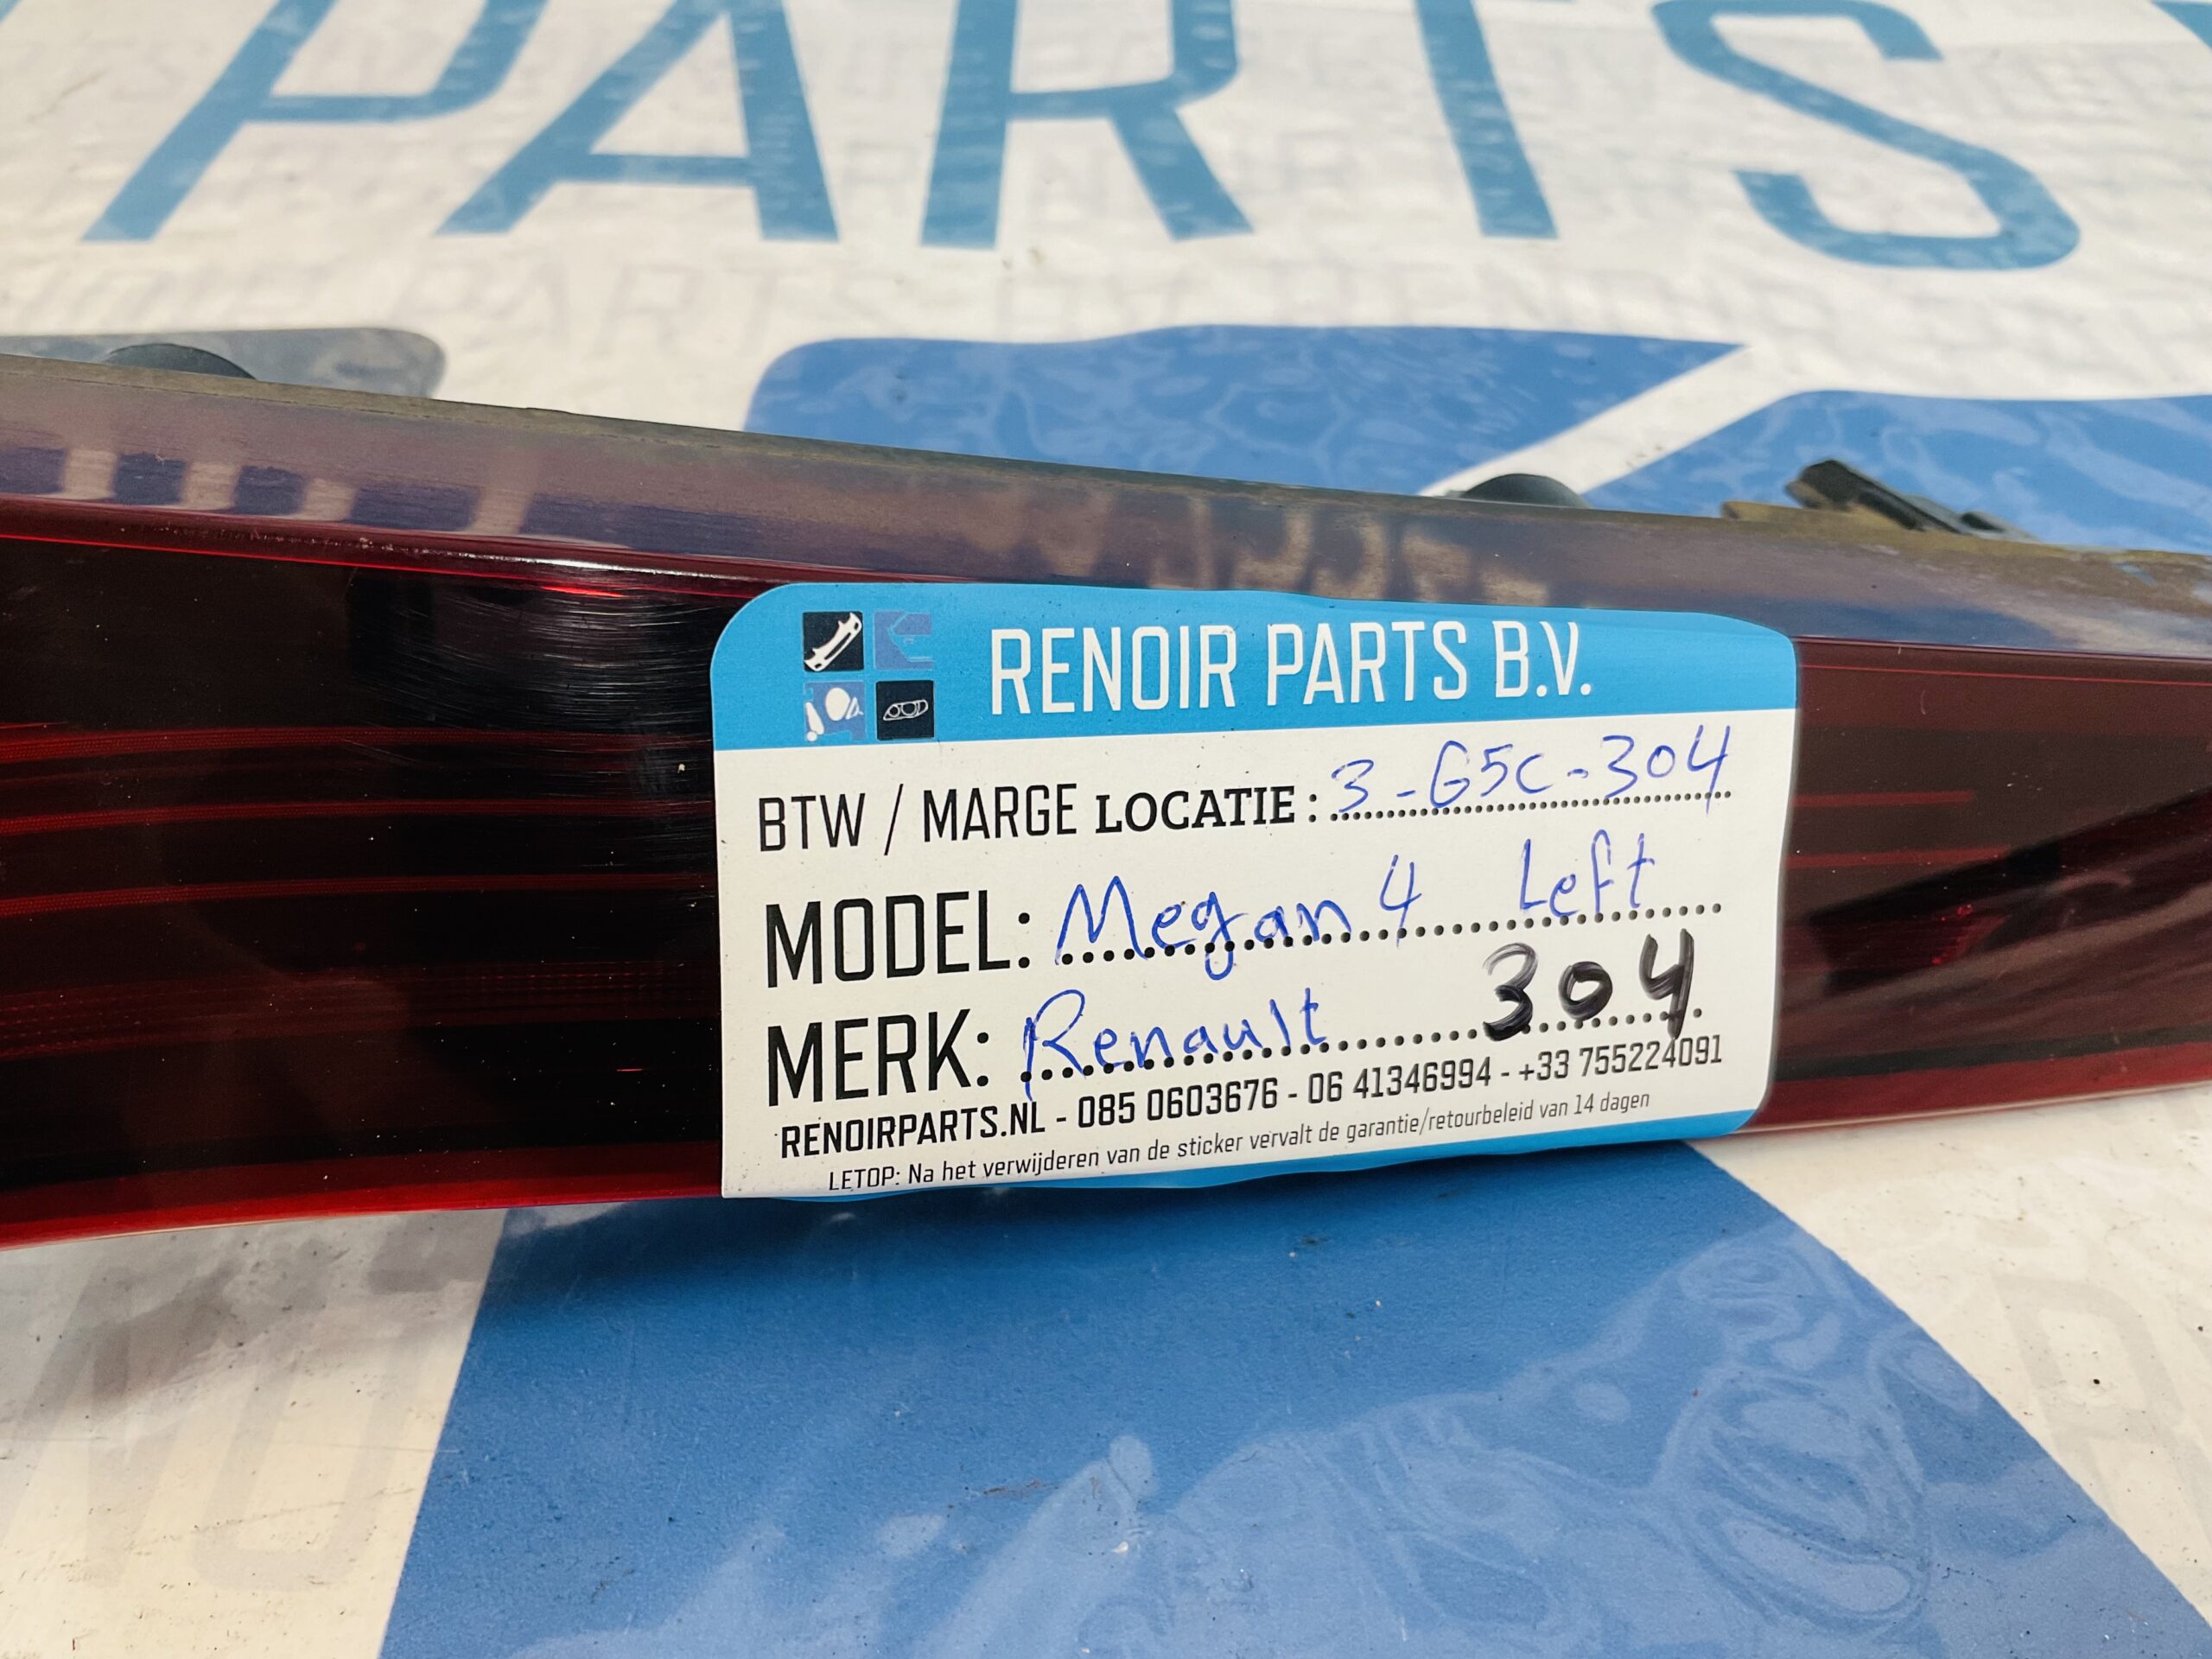 PARTS
RENOIR PARTS B.V.
BTW / MARGE LOCATIE: 3-G5C-304
MODEL: Megan 4 Left
MERK: Renault 304
RENOIRPARTS.NL - 085 0603676 - 06 41346994 - +33 755224091
LETOP: Na het verwijderen van de sticker vervalt de garantie/retourbeleid van 14 dagen